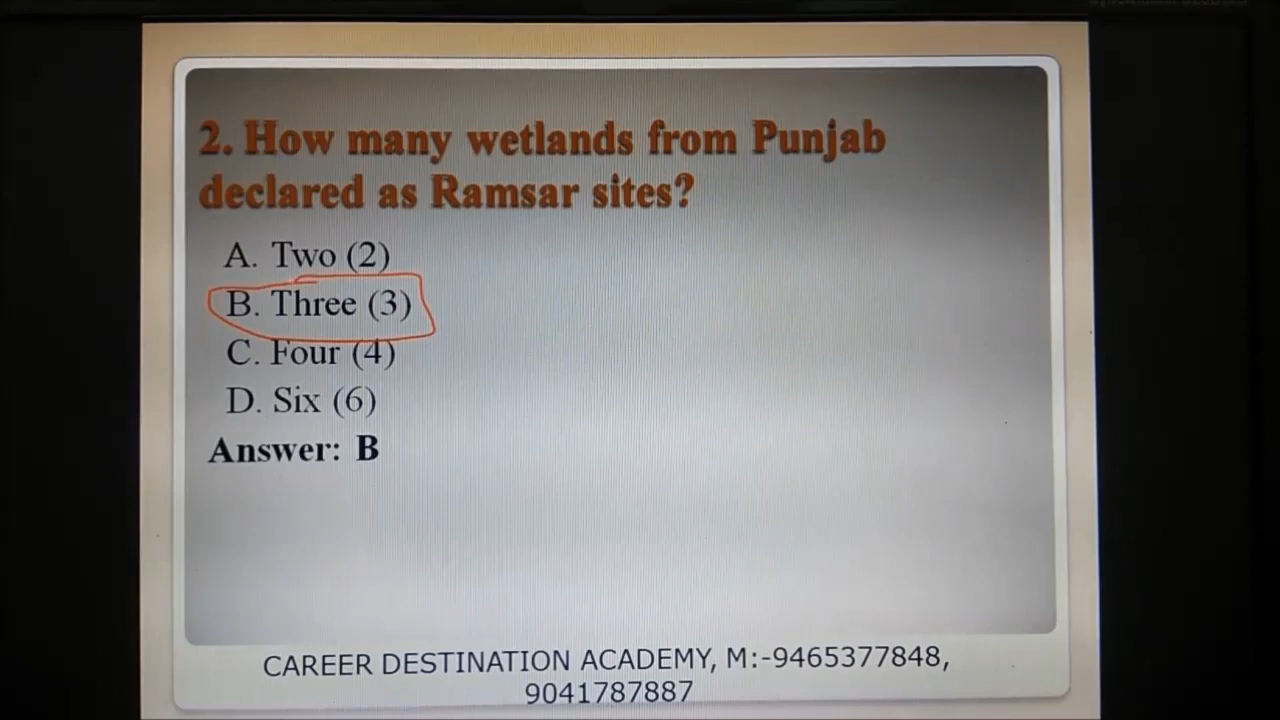 2. How many wetlands from Punjab
declared as Ramsar sites?
A. Two (2)
B. Three (3)
C. Four (4)
D. Six (6)
Answer: B
CAREER DESTINATION ACADEMY, M:-9465377848,
9041787887